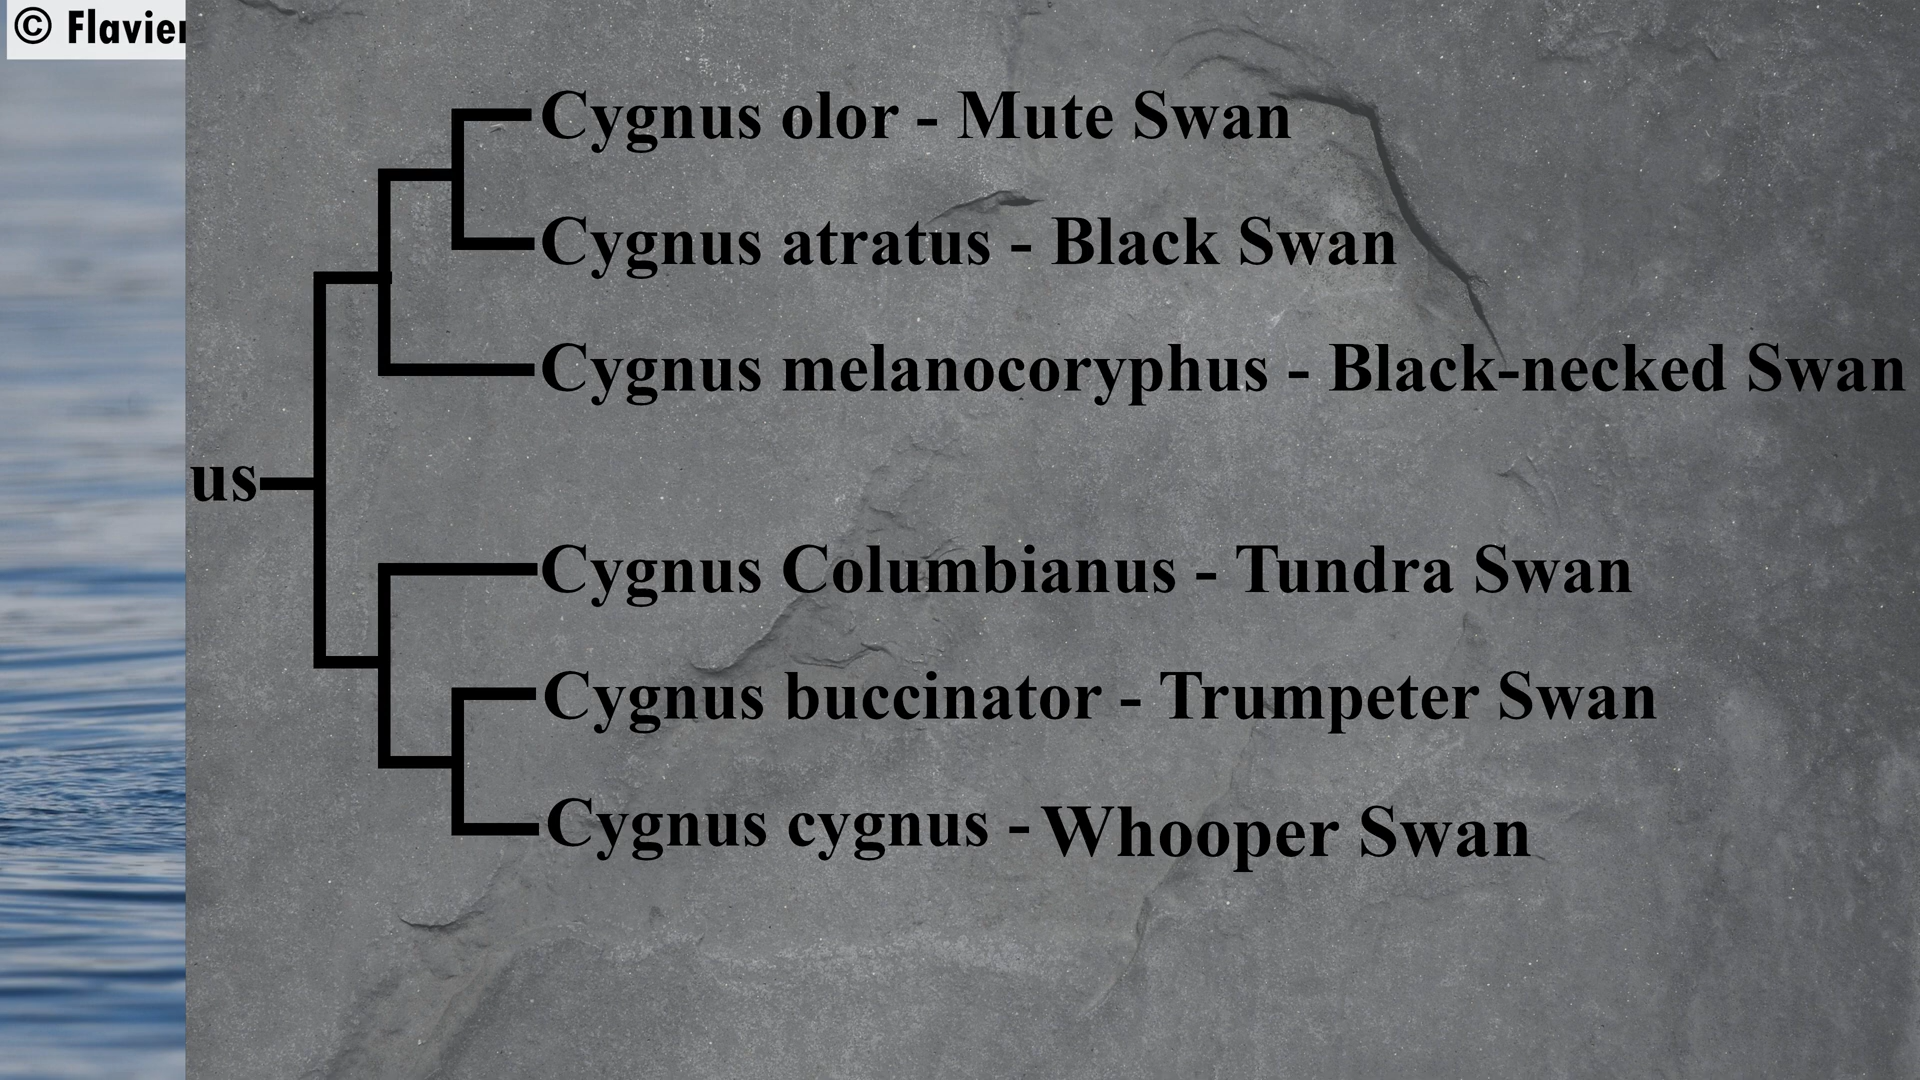 © Flavier
Cygnus olor - Mute Swan
Cygnus atratus - Black Swan
Cygnus melanocoryphus - Black-necked Swan
us
Cygnus Columbianus - Tundra Swan
Cygnus buccinator - Trumpeter Swan
Cygnus cygnus - Whooper Swan